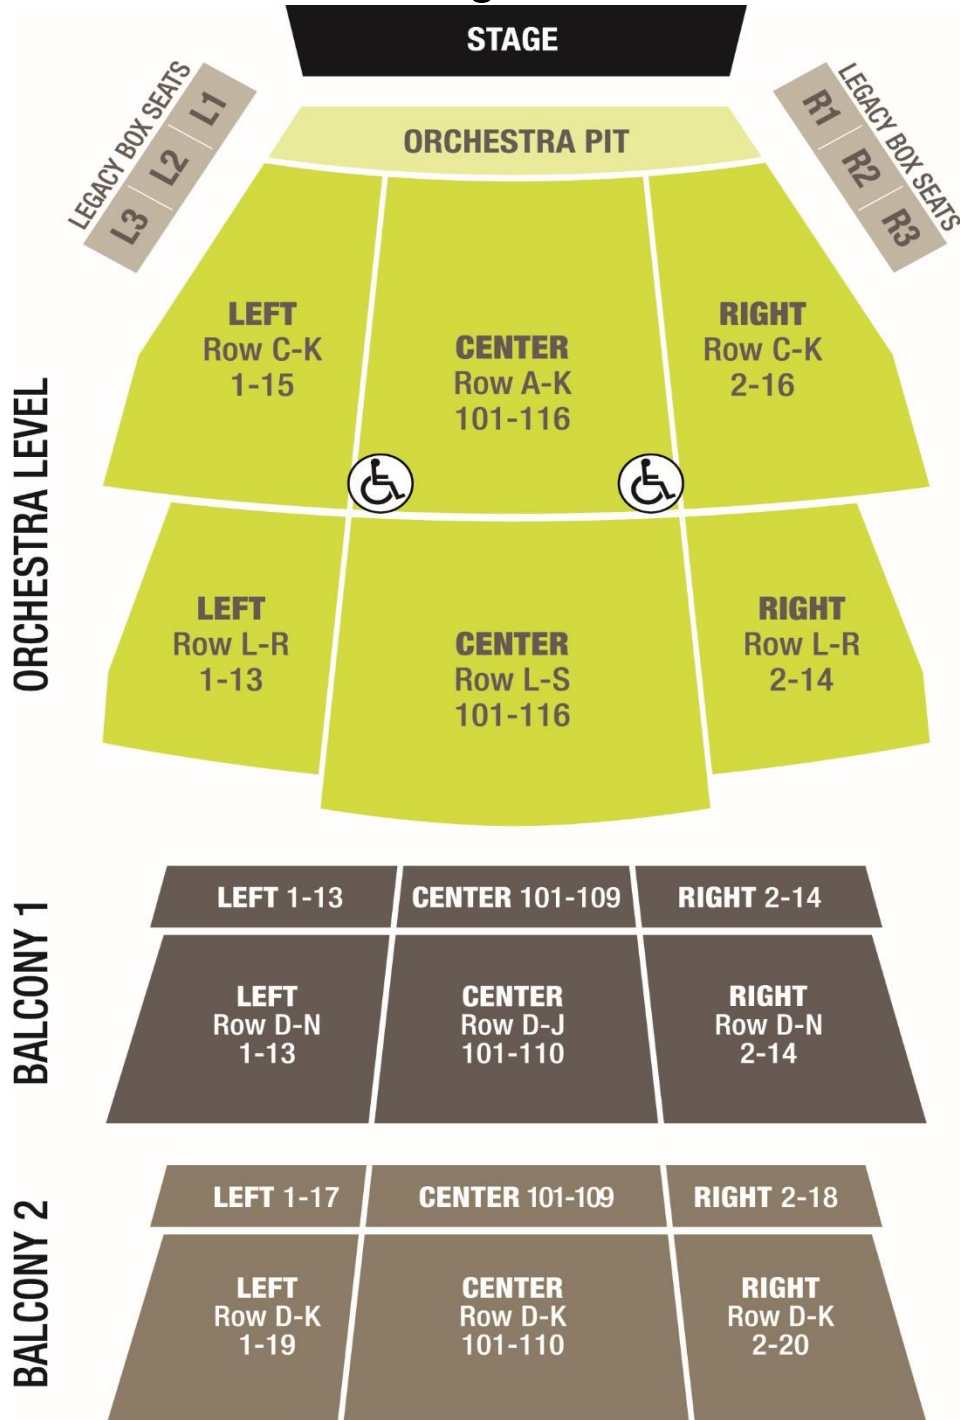 STAGE
LEGACY BOX SEATS
L1
L2
L3
LEGACY BOX SEATS
R1
R2
R3
ORCHESTRA PIT
ORCHESTRA LEVEL
LEFT
Row C-K
1-15
CENTER
Row A-K
101-116
RIGHT
Row C-K
2-16
LEFT
Row L-R
1-13
CENTER
Row L-S
101-116
RIGHT
Row L-R
2-14
BALCONY 1
LEFT 1-13
CENTER 101-109
RIGHT 2-14
LEFT
Row D-N
1-13
CENTER
Row D-J
101-110
RIGHT
Row D-N
2-14
BALCONY 2
LEFT 1-17
CENTER 101-109
RIGHT 2-18
LEFT
Row D-K
1-19
CENTER
Row D-K
101-110
RIGHT
Row D-K
2-20